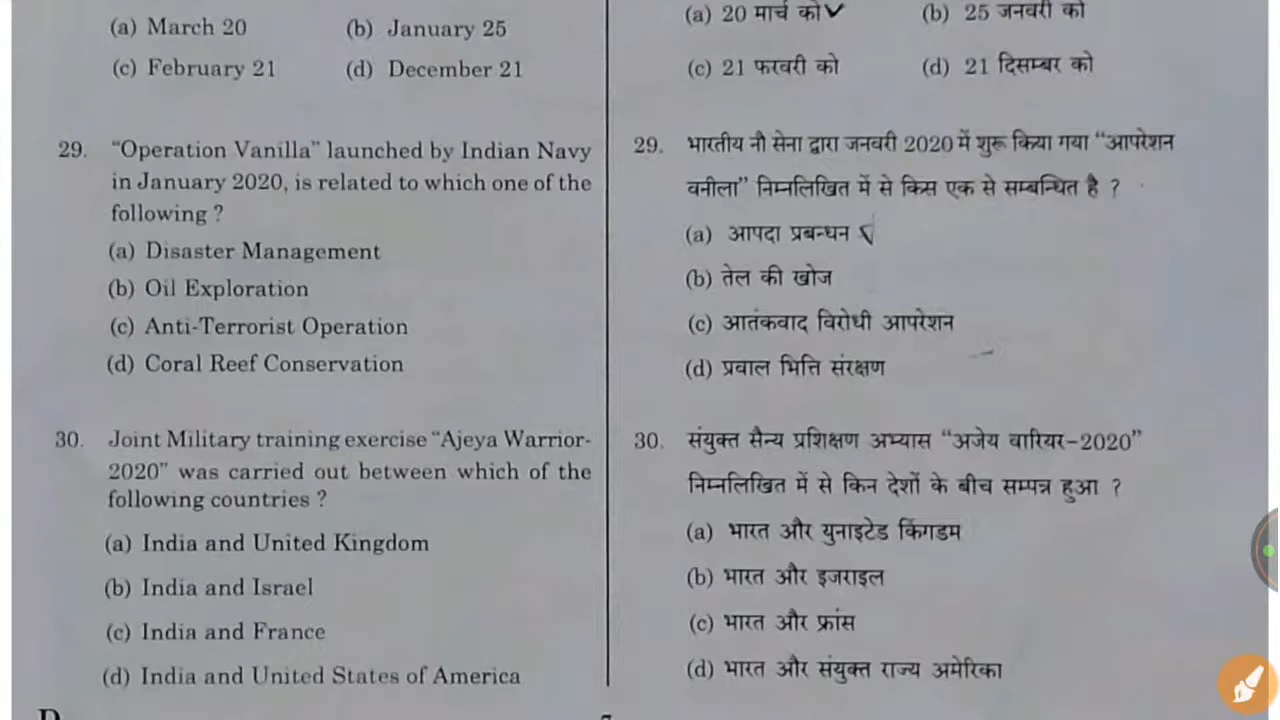 (a) March 20 (b) January 25
(c) February 21 (d) December 21
29. "Operation Vanilla" launched by Indian Navy
in January 2020, is related to which one of the
following ?
(a) Disaster Management
(b) Oil Exploration
(c) Anti-Terrorist Operation
(d) Coral Reef Conservation
30. Joint Military training exercise "Ajeya Warrior-
2020" was carried out between which of the
following countries ?
(a) India and United Kingdom
(b) India and Israel
(c) India and France
(d) India and United States of America
(a) 20 मार्च को (b) 25 जनवरी को
(c) 21 फरवरी को (d) 21 दिसम्बर को
29. भारतीय नौ सेना द्वारा जनवरी 2020 में शुरू किया गया "आपरेशन
वनीला" निम्नलिखित में से किस एक से सम्बन्धित है ?
(a) आपदा प्रबन्धन
(b) तेल की खोज
(c) आतंकवाद विरोधी आपरेशन
(d) प्रवाल भित्ति संरक्षण
30. संयुक्त सैन्य प्रशिक्षण अभ्यास "अजेय वारियर-2020"
निम्नलिखित में से किन देशों के बीच सम्पन्न हुआ ?
(a) भारत और युनाइटेड किंगडम
(b) भारत और इजराइल
(c) भारत और फ्रांस
(d) भारत और संयुक्त राज्य अमेरिका